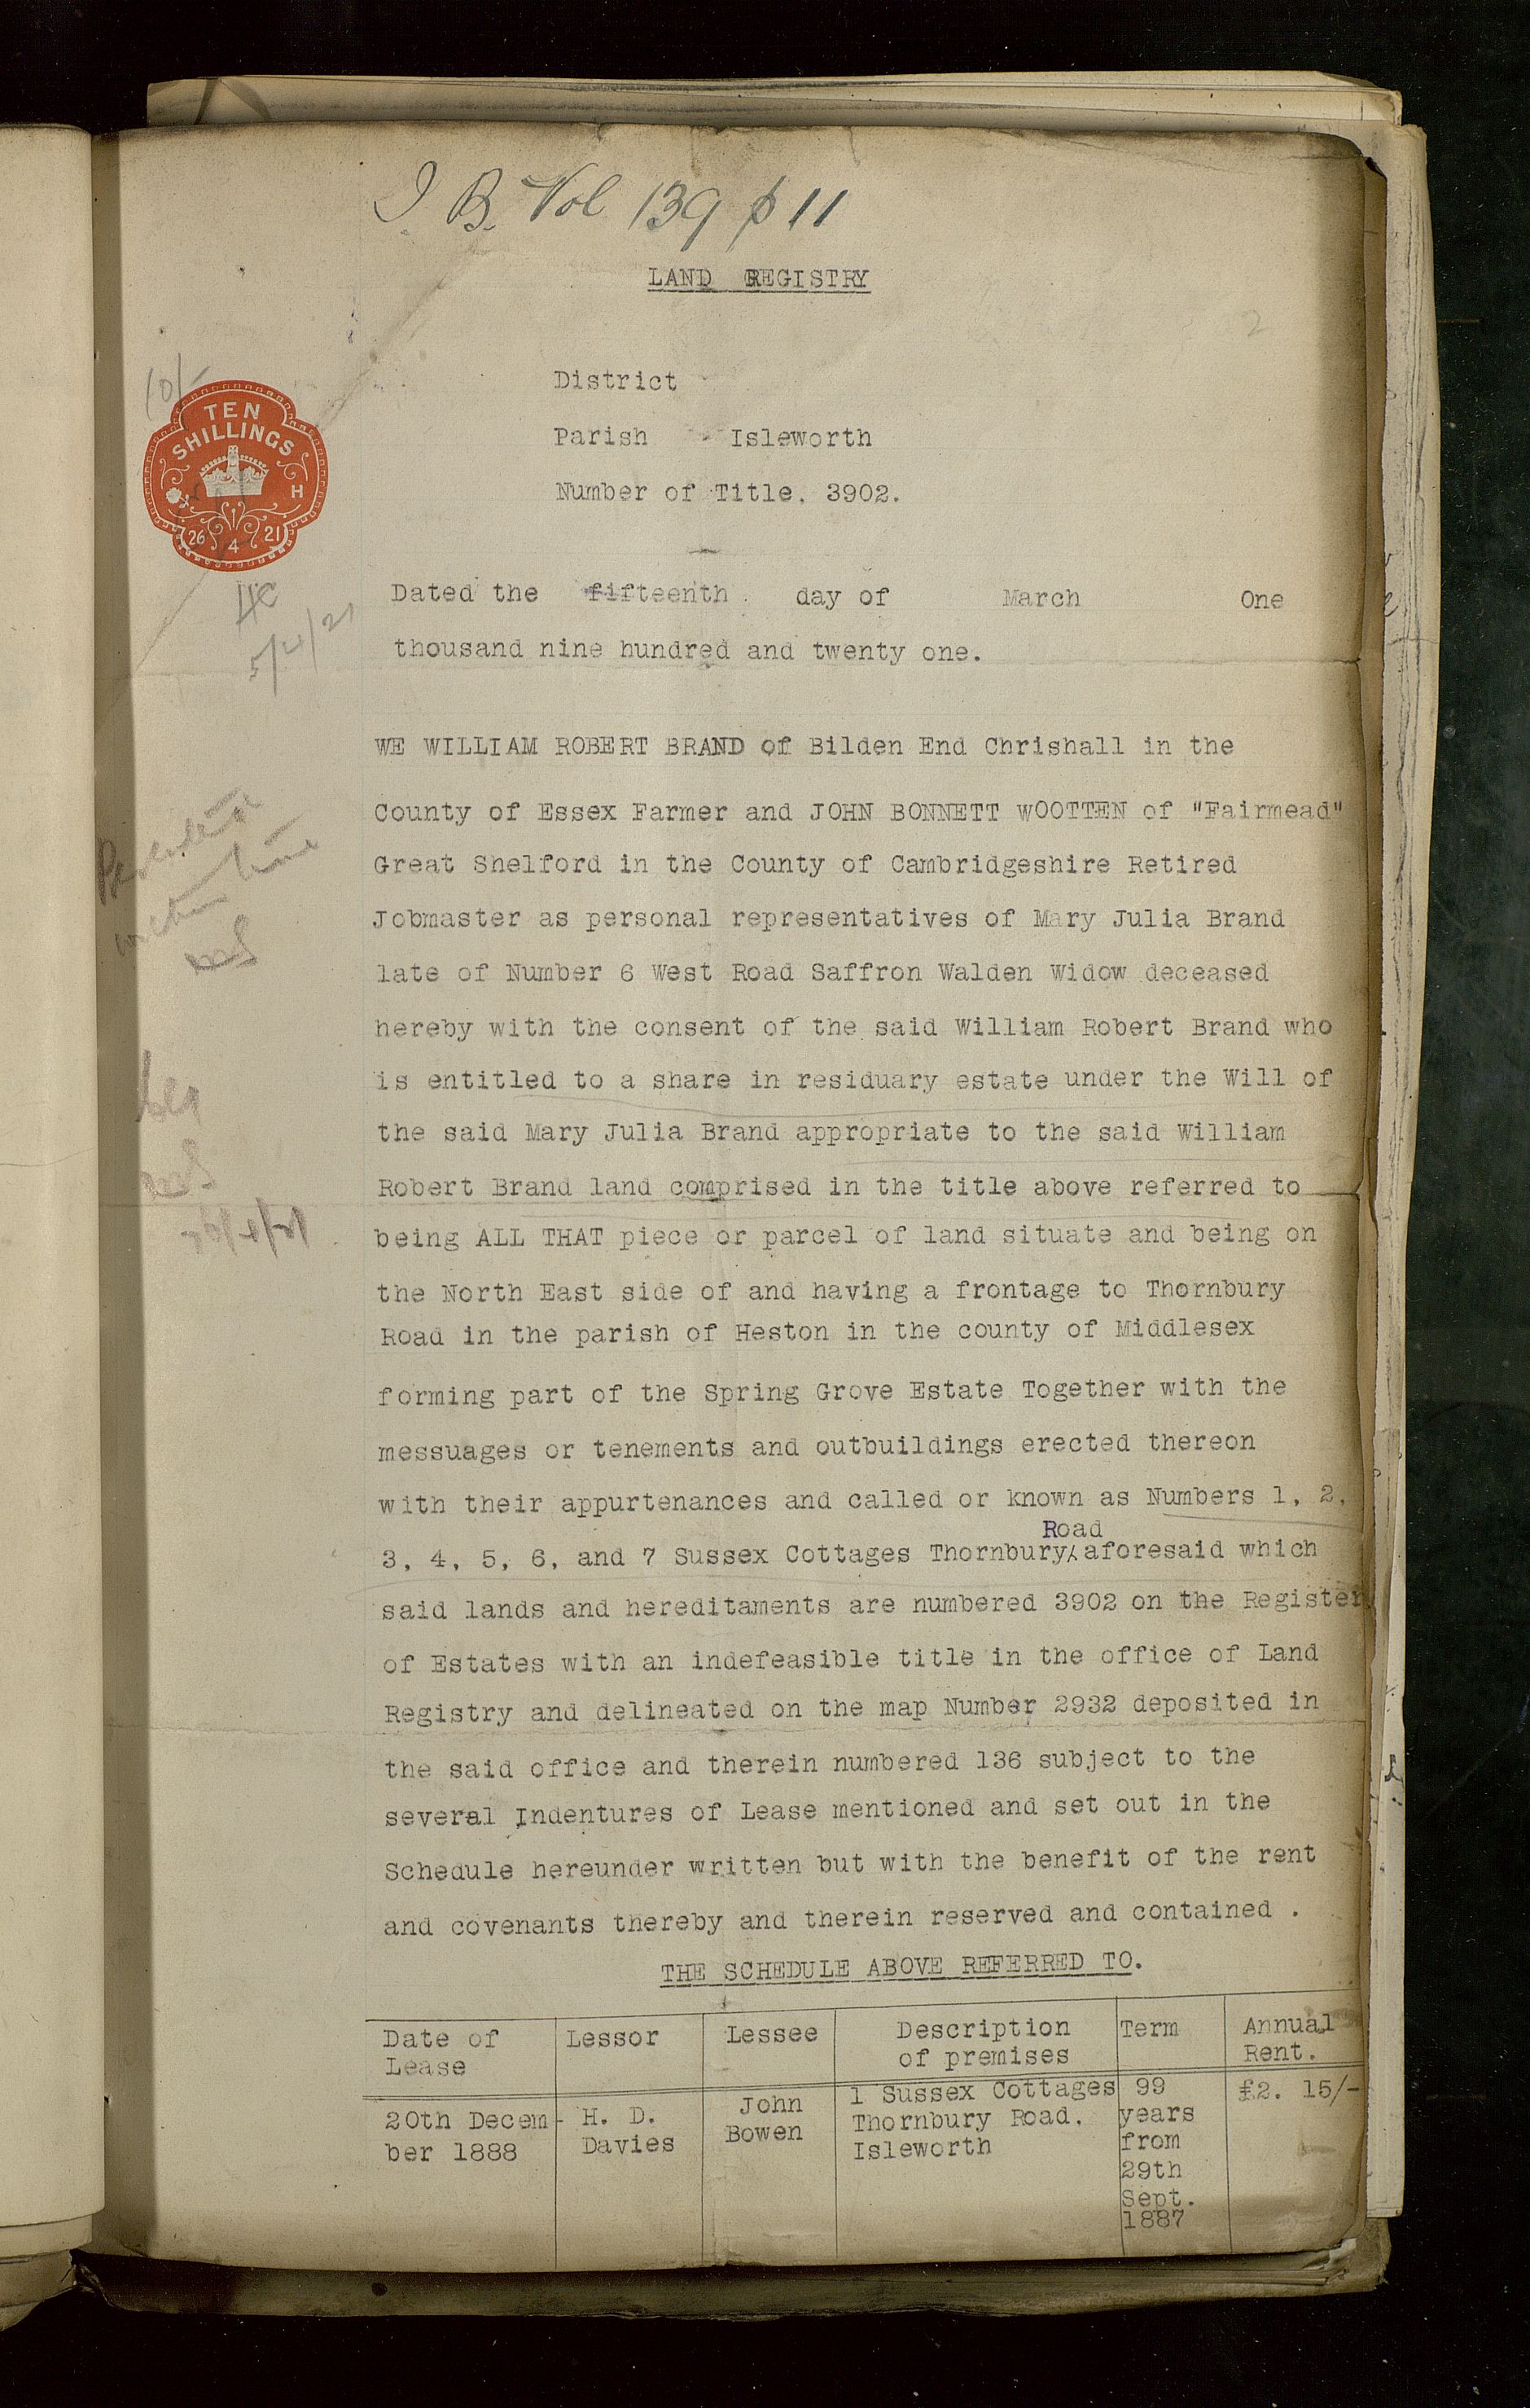 I.B. Vol 139 p 11
LAND REGISTRY
2
10/-
TEN
SHILLINGS
H
26 4 21
District
Parish Isleworth
Number of Title. 3902.
Dated the fifteenth day of March One
thousand nine hundred and twenty one.
WE WILLIAM ROBERT BRAND of Bilden End Chrishall in the
County of Essex Farmer and JOHN BONNETT WOOTTEN of "Fairmead"
Great Shelford in the County of Cambridgeshire Retired
Jobmaster as personal representatives of Mary Julia Brand
late of Number 6 West Road Saffron Walden Widow deceased
hereby with the consent of the said William Robert Brand who
is entitled to a share in residuary estate under the Will of
the said Mary Julia Brand appropriate to the said William
Robert Brand land comprised in the title above referred to
being ALL THAT piece or parcel of land situate and being on
the North East side of and having a frontage to Thornbury
Road in the parish of Heston in the county of Middlesex
forming part of the Spring Grove Estate Together with the
messuages or tenements and outbuildings erected thereon
with their appurtenances and called or known as Numbers 1, 2,
Road
3, 4, 5, 6, and 7 Sussex Cottages Thornbury aforesaid which
said lands and hereditaments are numbered 3902 on the Register
of Estates with an indefeasible title in the office of Land
Registry and delineated on the map Number 2932 deposited in
the said office and therein numbered 136 subject to the
several Indentures of Lease mentioned and set out in the
Schedule hereunder written but with the benefit of the rent
and covenants thereby and therein reserved and contained .
THE SCHEDULE ABOVE REFERRED TO.
Date of Lessor Lessee Description Term Annual
Lease of premises Rent.
20th Decem- H. D. John 1 Sussex Cottages 99 £2. 15/-
ber 1888 Davies Bowen Thornbury Road. years
Isleworth from
29th
Sept.
1887